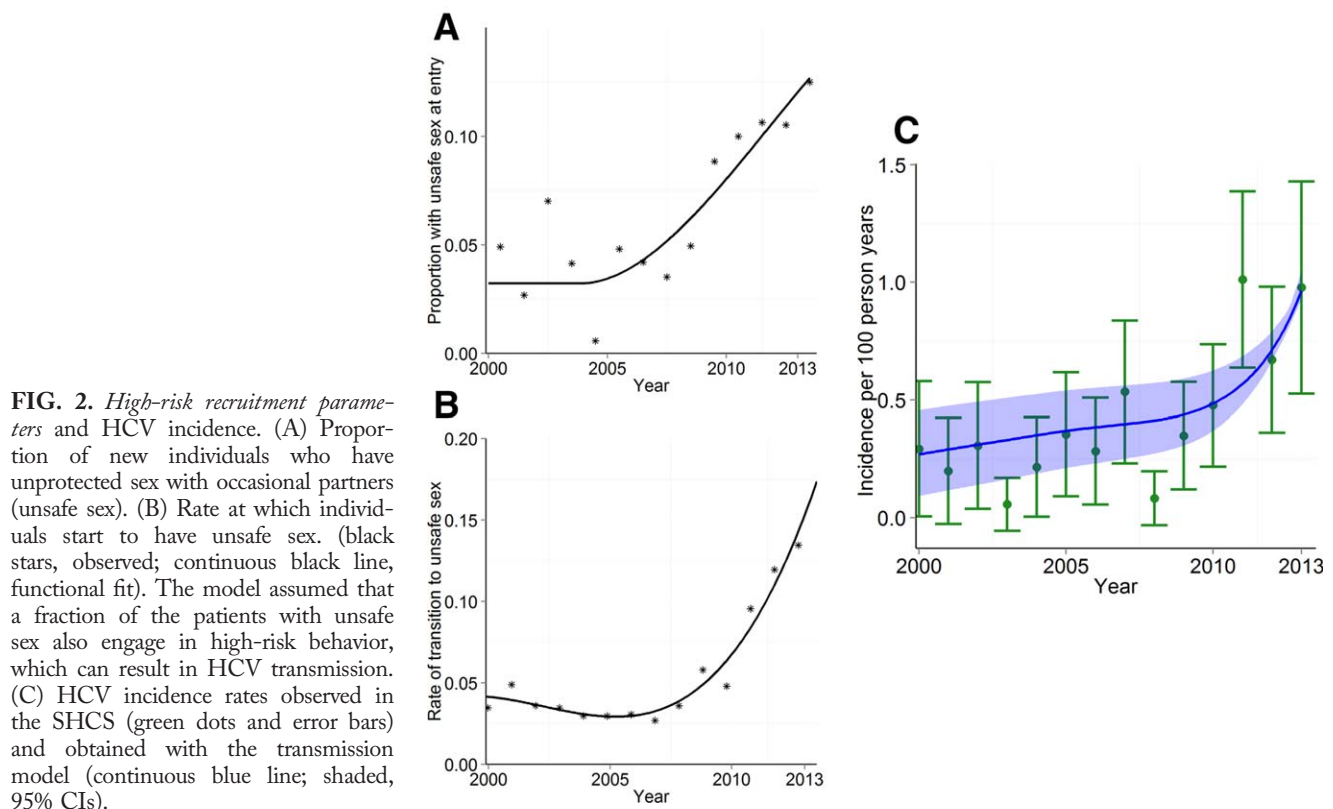 FIG. 2. High-risk recruitment parame-
ters and HCV incidence. (A) Propor-
tion of new individuals who have
unprotected sex with occasional partners
(unsafe sex). (B) Rate at which individ-
uals start to have unsafe sex. (black
stars, observed; continuous black line,
functional fit). The model assumed that
a fraction of the patients with unsafe
sex also engage in high-risk behavior,
which can result in HCV transmission.
(C) HCV incidence rates observed in
the SHCS (green dots and error bars)
and obtained with the transmission
model (continuous blue line; shaded,
95% CIs).
A
Proportion with unsafe sex at entry
0.10
0.05
0.00
2000 2005 2010 2013
Year
B
Rate of transition to unsafe sex
0.20
0.15
0.10
0.05
0.00
2000 2005 2010 2013
Year
C
Incidence per 100 person years
1.5
1.0
0.5
0.0
2000 2005 2010 2013
Year